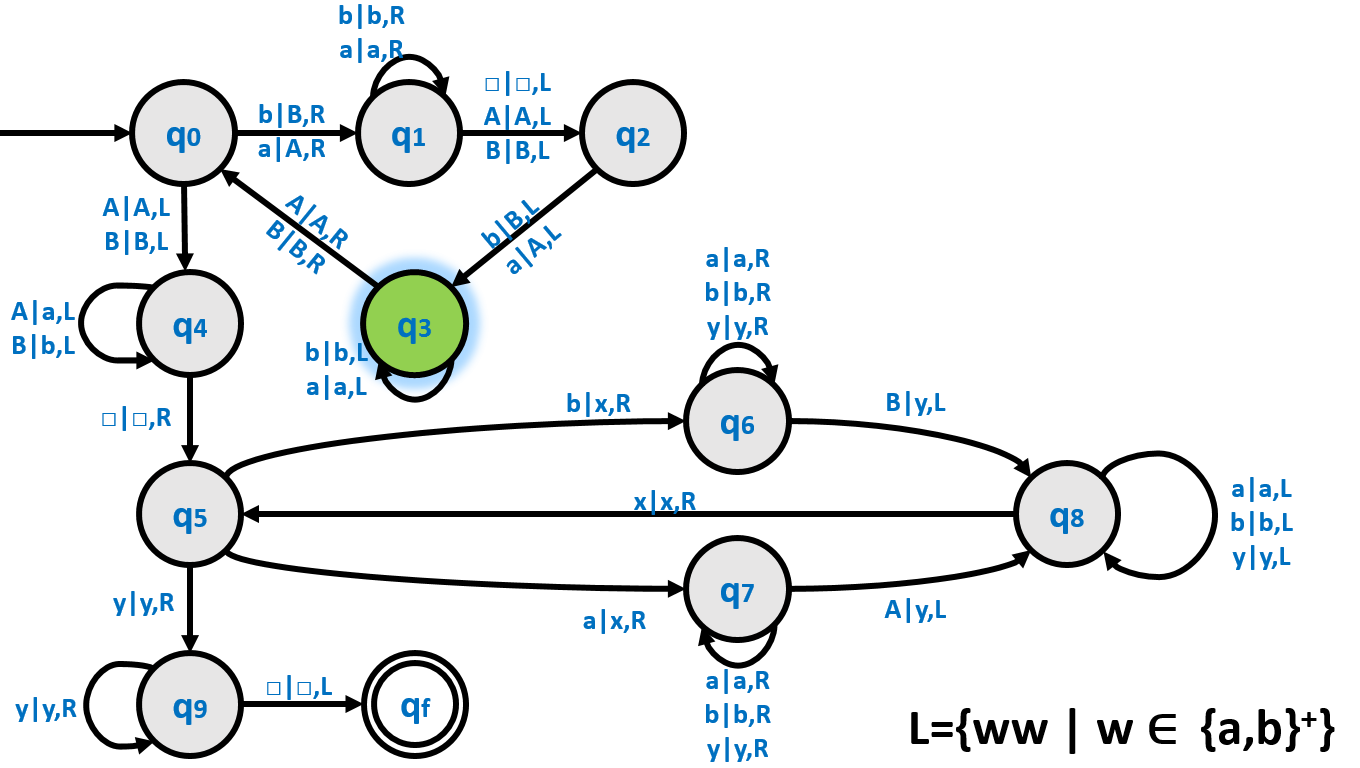 b|b,R
a|a,R
□|□,L
A|A,L
B|B,L
q0
b|B,R
a|A,R
q1
q2
A|A,L
B|B,L
A|A,R
B|B,R
b|B,L
a|A,L
A|a,L
B|b,L
q4
q3
b|b,L
a|a,L
a|a,R
b|b,R
y|y,R
□|□,R
b|x,R
q6
B|y,L
q5
x|x,R
q8
a|a,L
b|b,L
y|y,L
y|y,R
a|x,R
q7
A|y,L
y|y,R
q9
□|□,L
qf
a|a,R
b|b,R
y|y,R
L={ww | w ∈ {a,b}⁺}